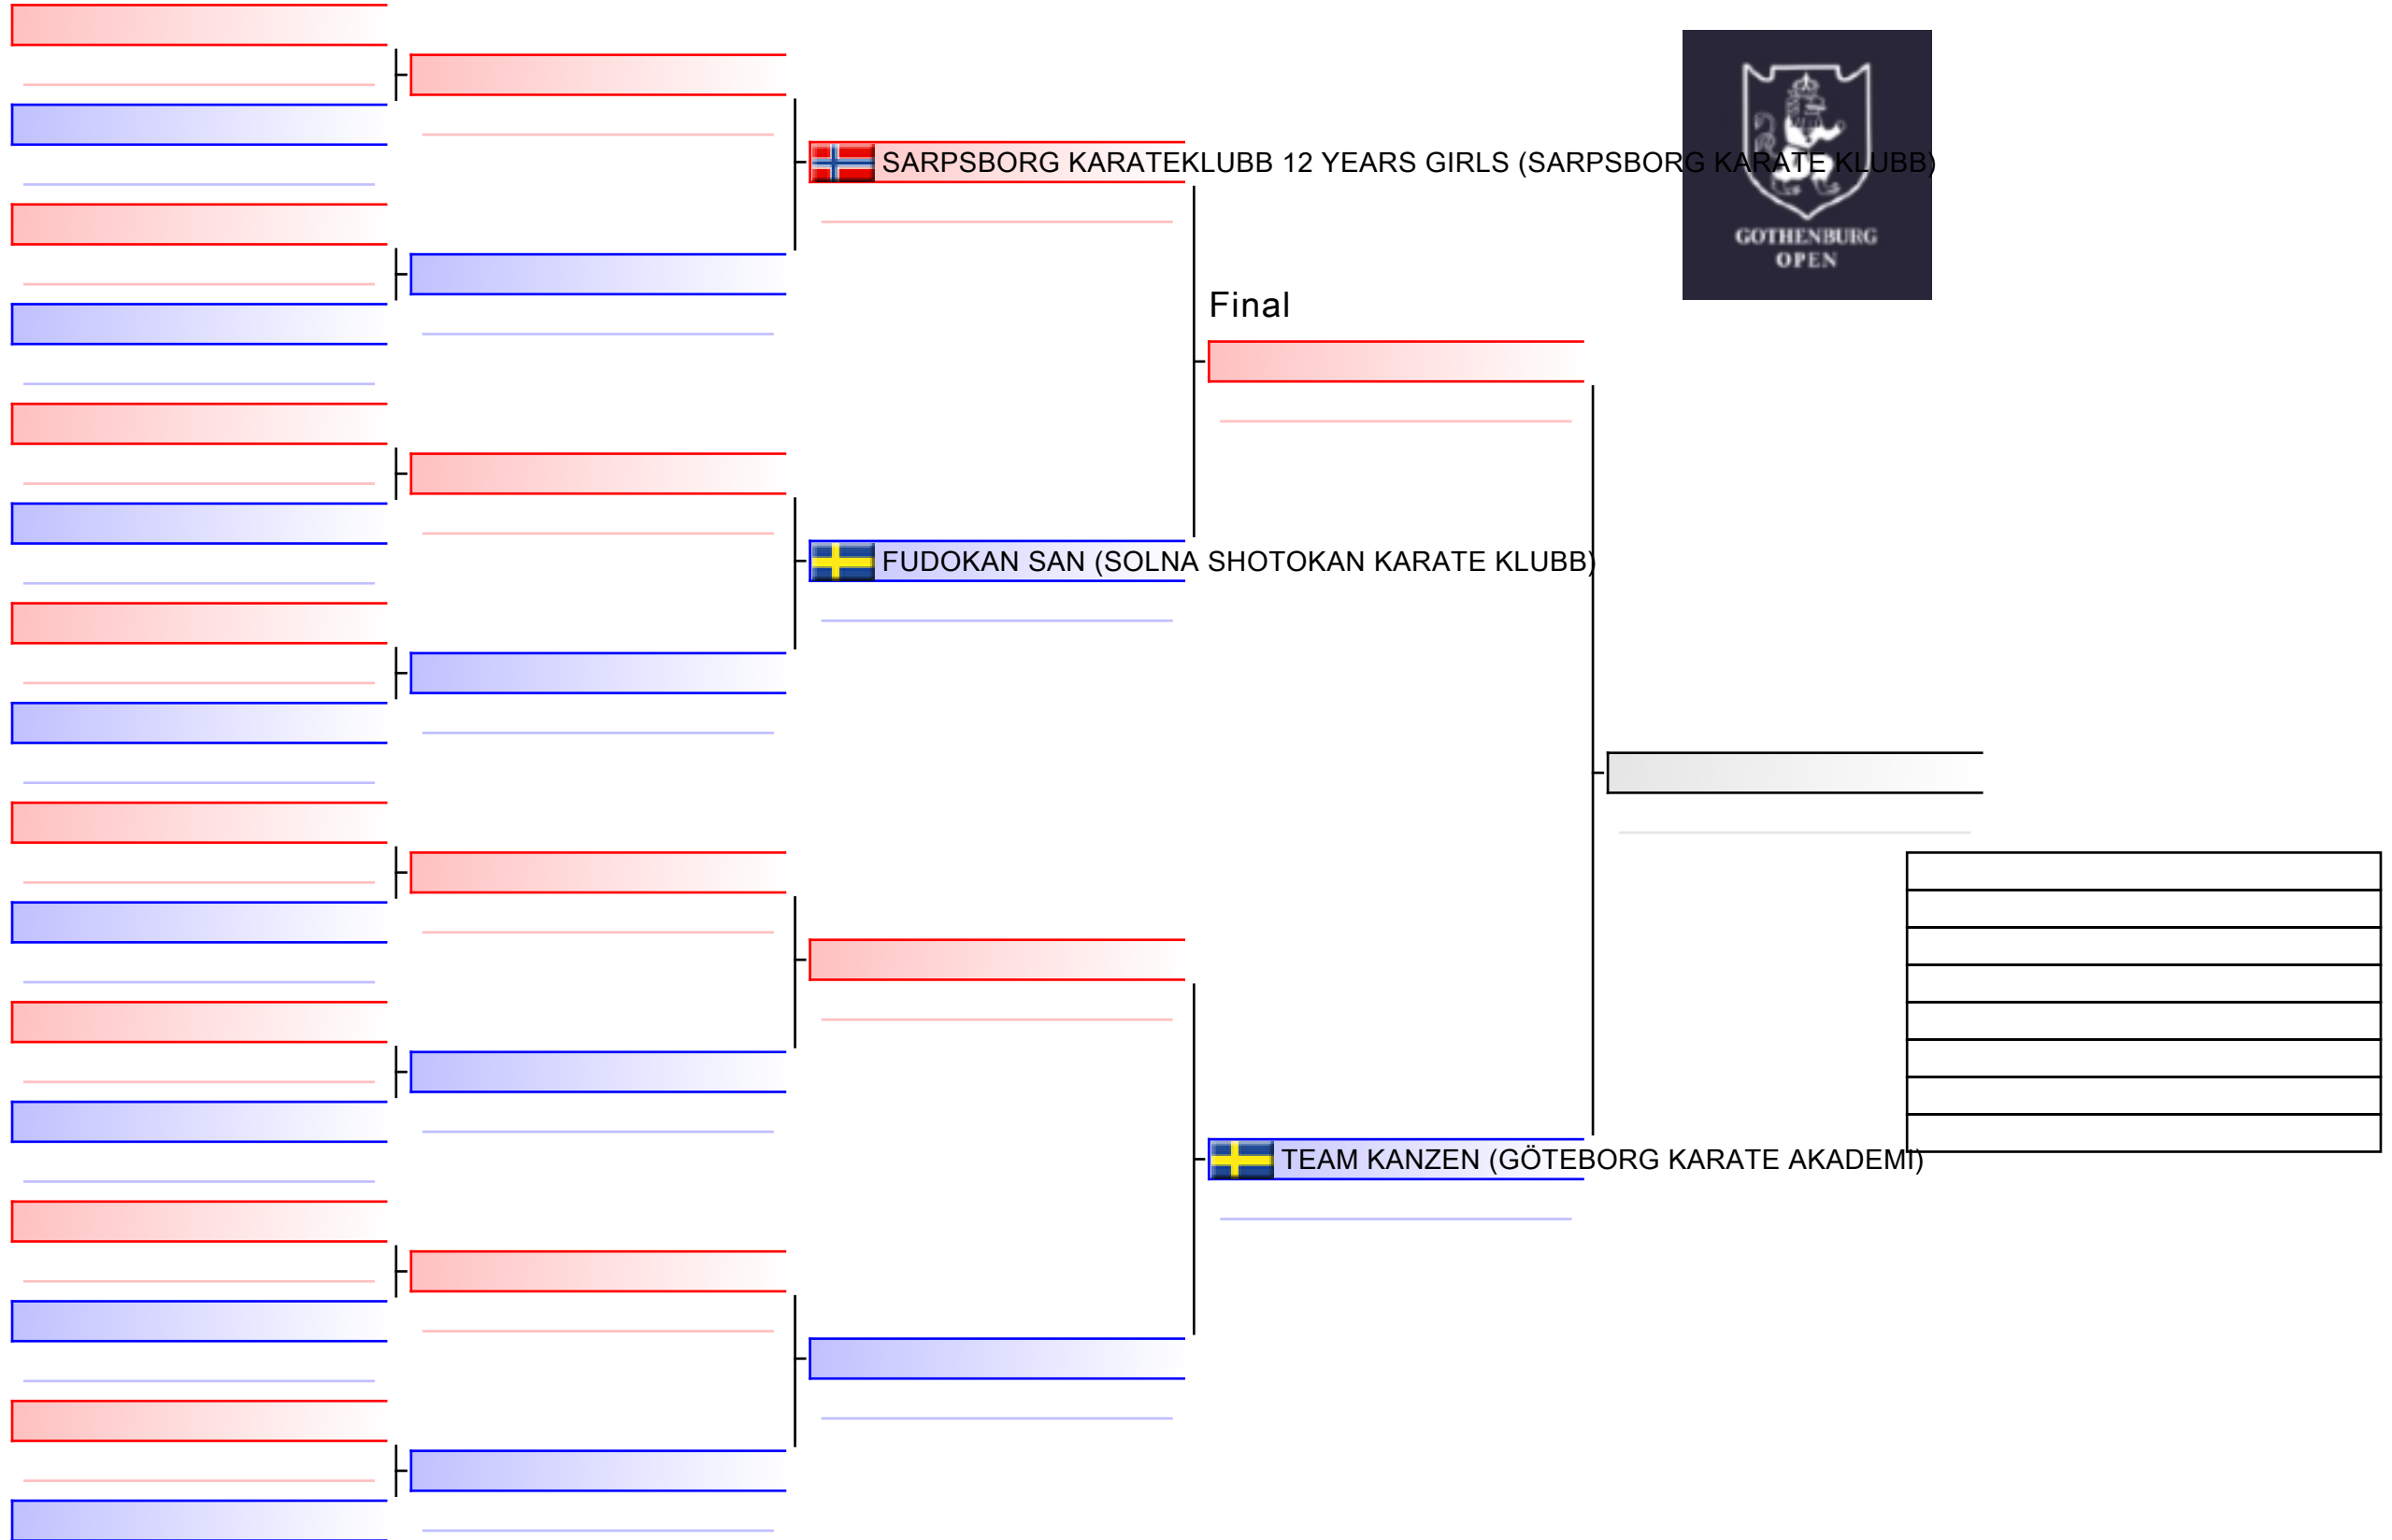 SARPSBORG KARATEKLUBB 12 YEARS GIRLS (SARPSBORG KARATE KLUBB)
GOTHENBURG
OPEN
Final
FUDOKAN SAN (SOLNA SHOTOKAN KARATE KLUBB)
TEAM KANZEN (GÖTEBORG KARATE AKADEMI)